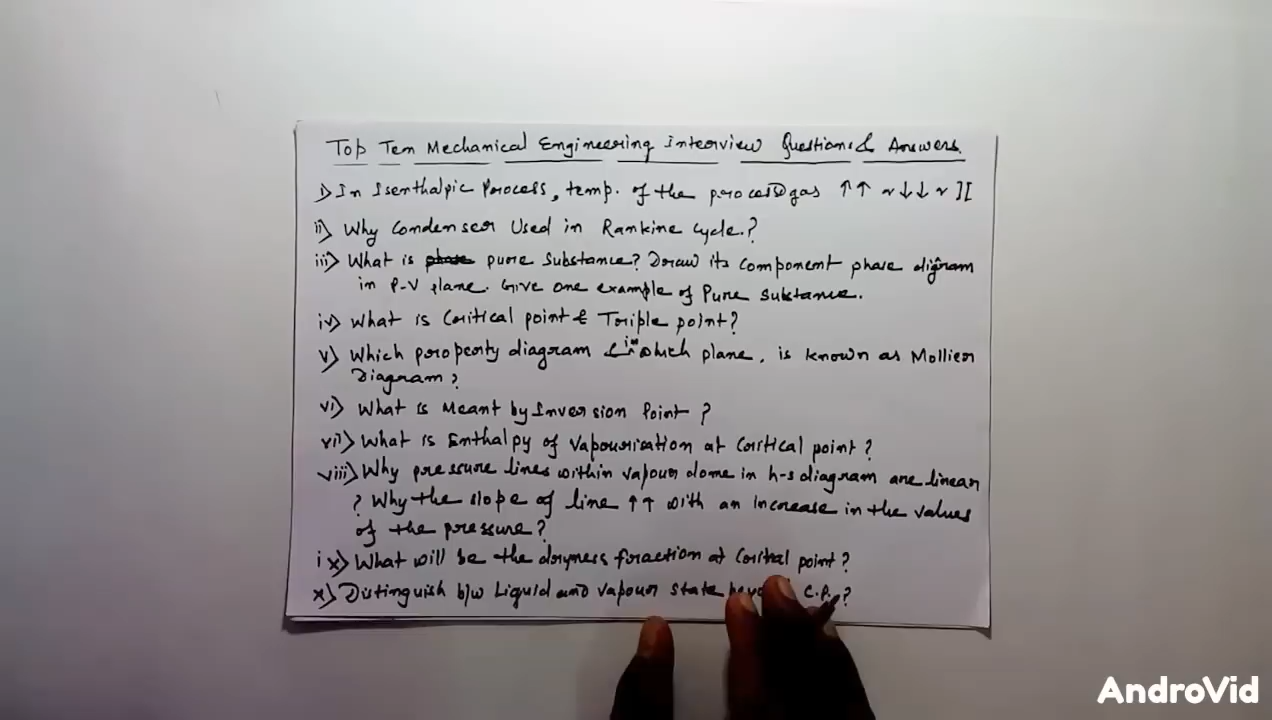 Top Ten Mechanical Engineering Interview Questions & Answers.
i) In Isenthalpic Process, temp. of the process gas ↑↑ ~ ↓↓ ~ ][
ii) Why Condenser Used in Rankine Cycle.?
iii) What is pure substance? Draw its component phase digram
in P-V plane. Give one example of Pure Substance.
iv) What is Critical point & Triple point?
v) Which property diagram & in which plane, is known as Mollier
Diagram?
vi) What is Meant by Inversion Point ?
vii) What is Enthalpy of Vapourisation at Critical point ?
viii) Why pressure lines within vapour dome in h-s diagram are linear
? Why the slope of line ↑↑ with an increase in the values
of the pressure?
ix) What will be the dryness fraction at Critical point ?
x) Distinguish b/w Liquid and vapour state C.P. ?
AndroVid